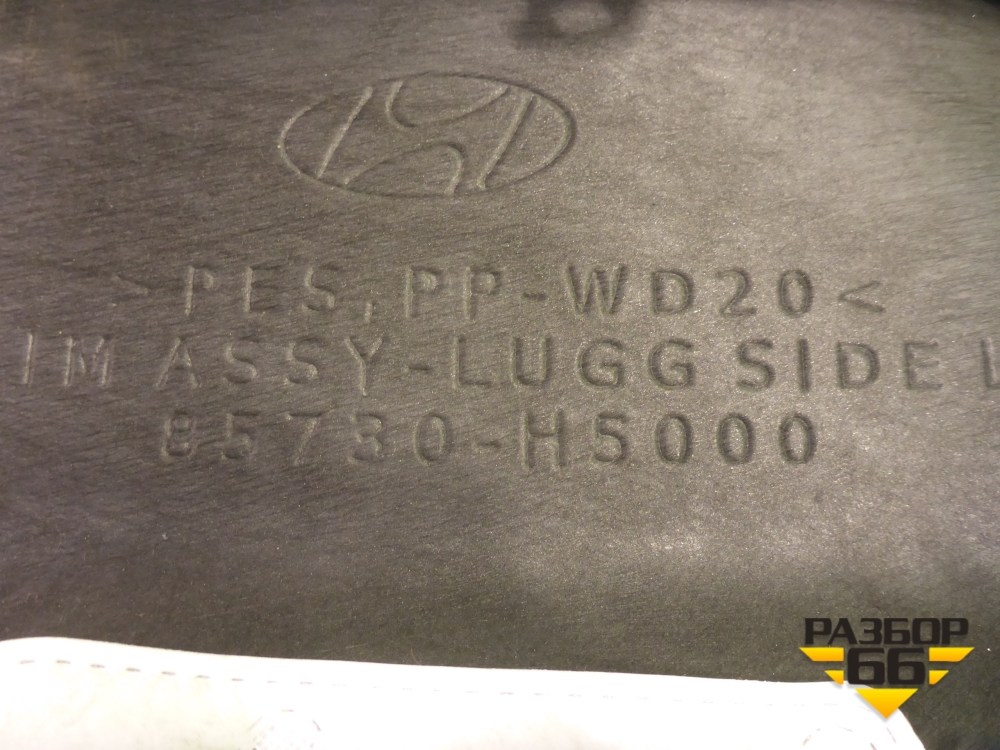 >PES,PP-WD20<
IM ASSY-LUGG SIDE L
85730-H5000
РАЗБОР
66